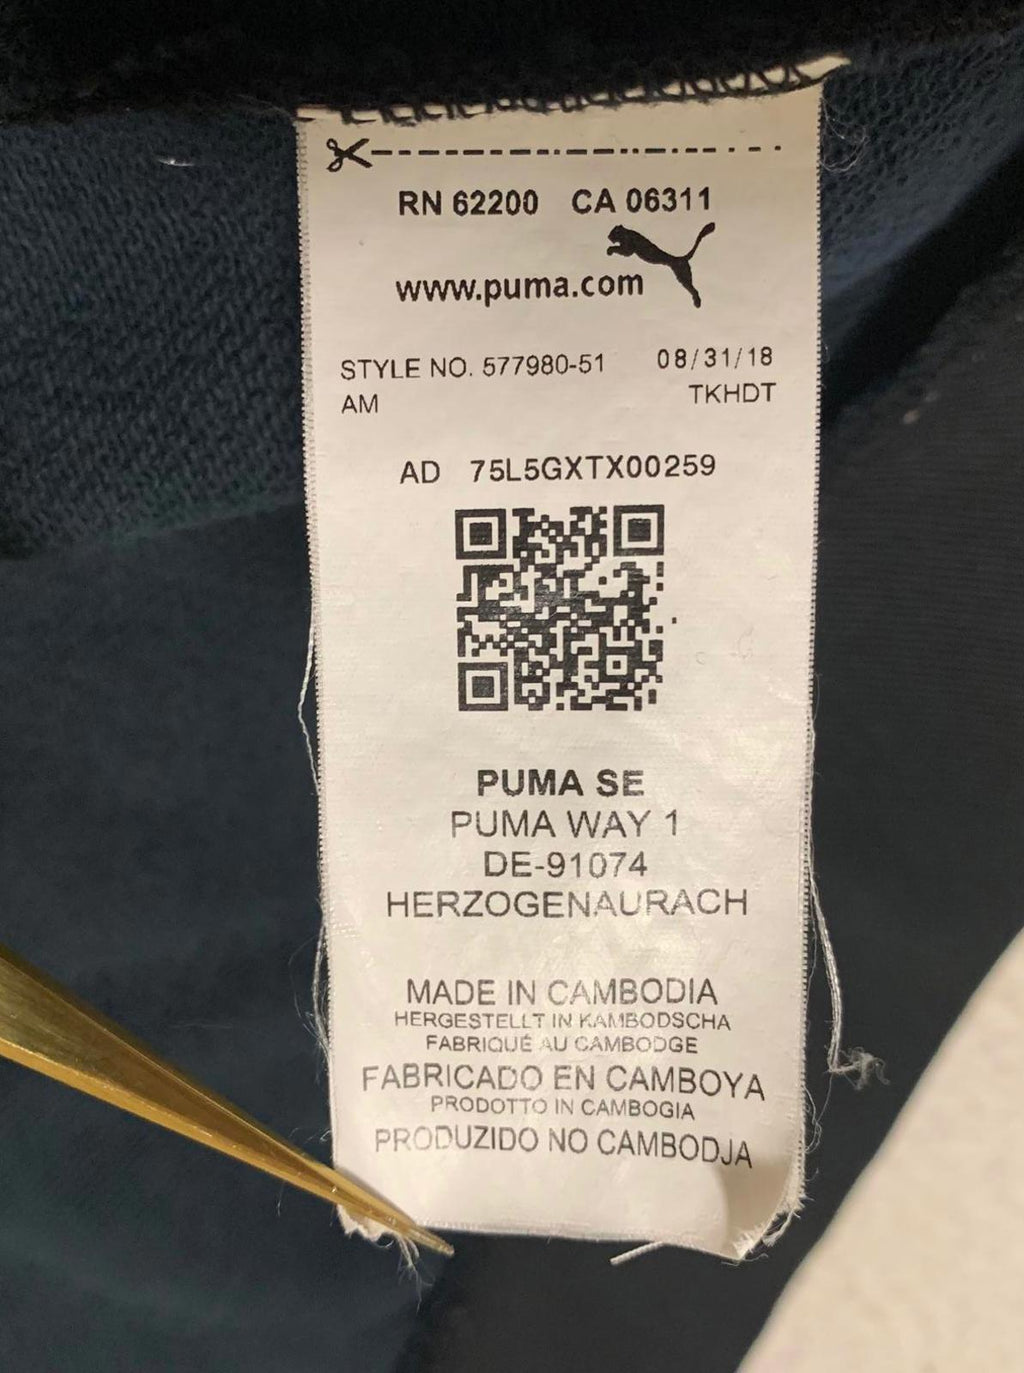 RN 62200 CA 06311
www.puma.com
STYLE NO. 577980-51 08/31/18
AM TKHDT
AD 75L5GXTX00259
PUMA SE
PUMA WAY 1
DE-91074
HERZOGENAURACH
MADE IN CAMBODIA
HERGESTELLT IN KAMBODSCHA
FABRIQUÉ AU CAMBODGE
FABRICADO EN CAMBOYA
PRODOTTO IN CAMBOGIA
PRODUZIDO NO CAMBODJA